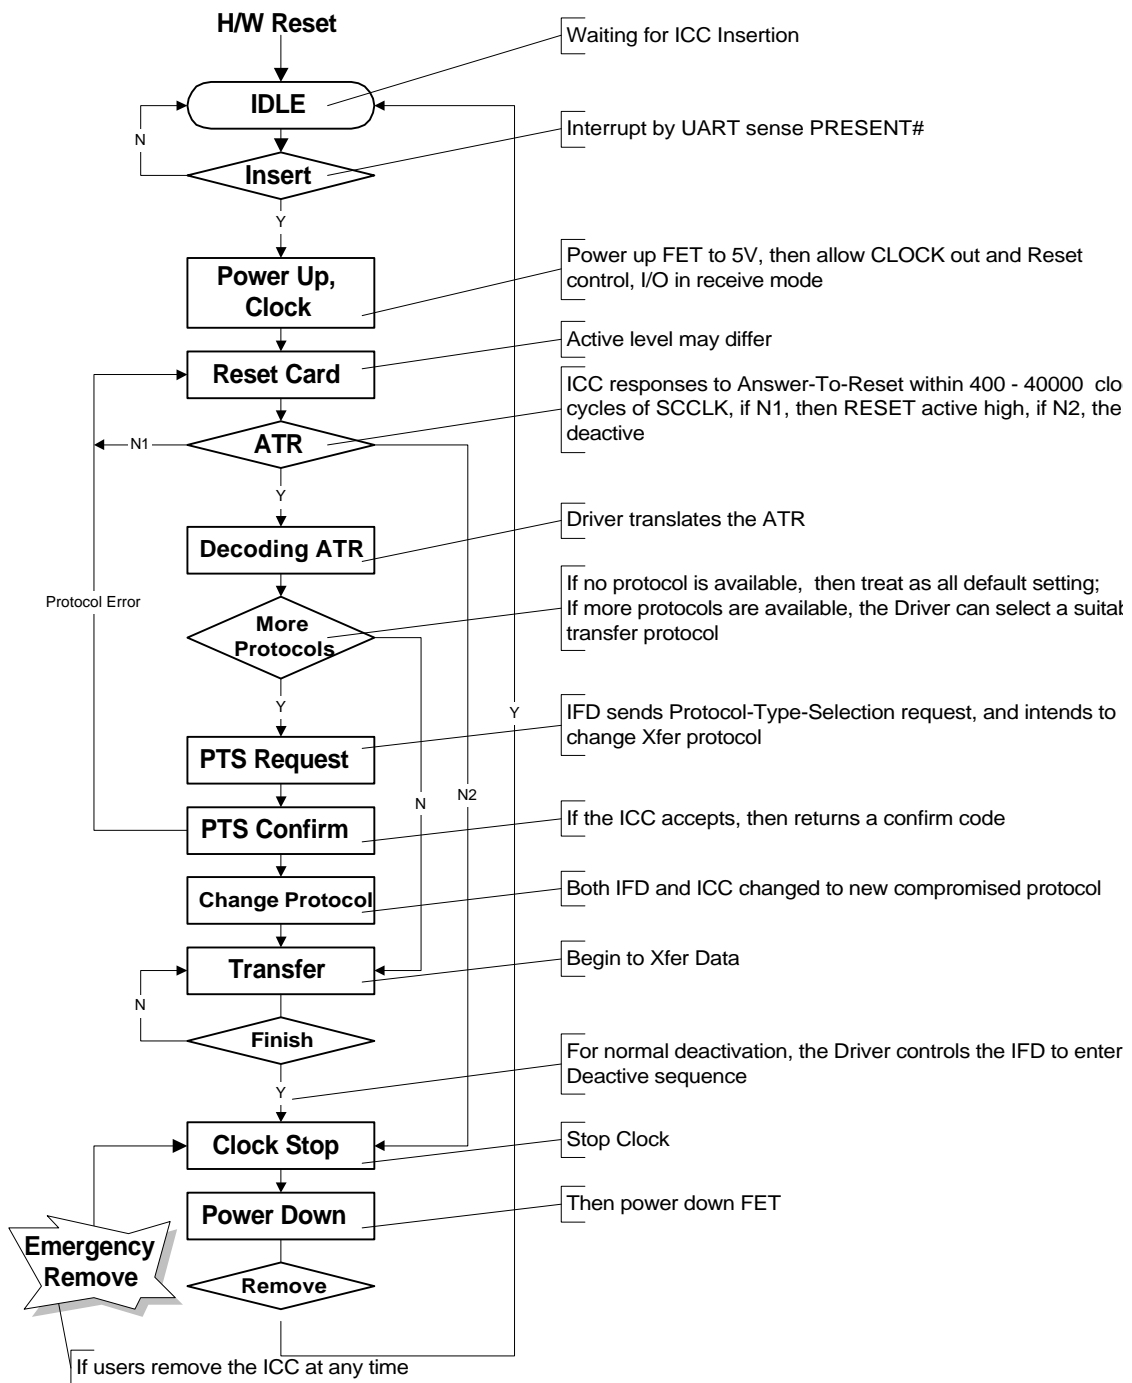 H/W Reset
Waiting for ICC Insertion
IDLE
N
Interrupt by UART sense PRESENT#
Insert
Y
Power Up,
Clock
Power up FET to 5V, then allow CLOCK out and Reset
control, I/O in receive mode
Active level may differ
Reset Card
ICC responses to Answer-To-Reset within 400 - 40000
cycles of SCCLK, if N1, then RESET active high, if N2,
deactive
N1
ATR
Y
Driver translates the ATR
Decoding ATR
If no protocol is available, then treat as all default setting;
If more protocols are available, the Driver can select a
transfer protocol
Protocol Error
More
Protocols
Y
Y
IFD sends Protocol-Type-Selection request, and intends to
change Xfer protocol
PTS Request
N
N2
If the ICC accepts, then returns a confirm code
PTS Confirm
Both IFD and ICC changed to new compromised protocol
Change Protocol
Begin to Xfer Data
Transfer
N
Finish
For normal deactivation, the Driver controls the IFD to enter
Deactive sequence
Y
Stop Clock
Clock Stop
Then power down FET
Power Down
Emergency
Remove
Remove
If users remove the ICC at any time